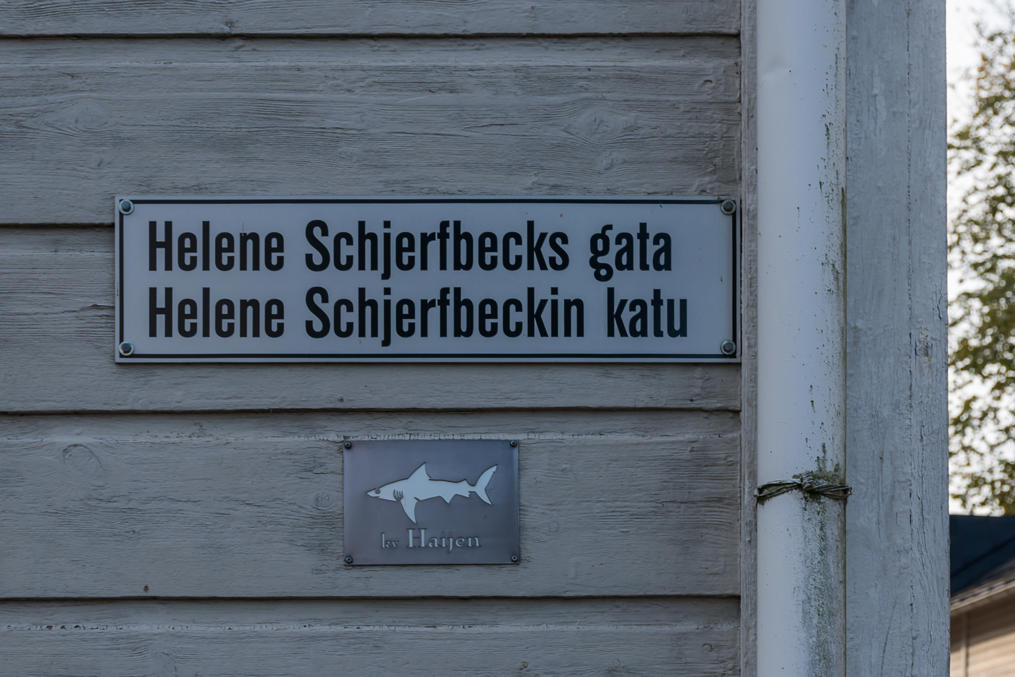 Helene Schjerfbecks gata
Helene Schjerfbeckin katu
kv Haijen